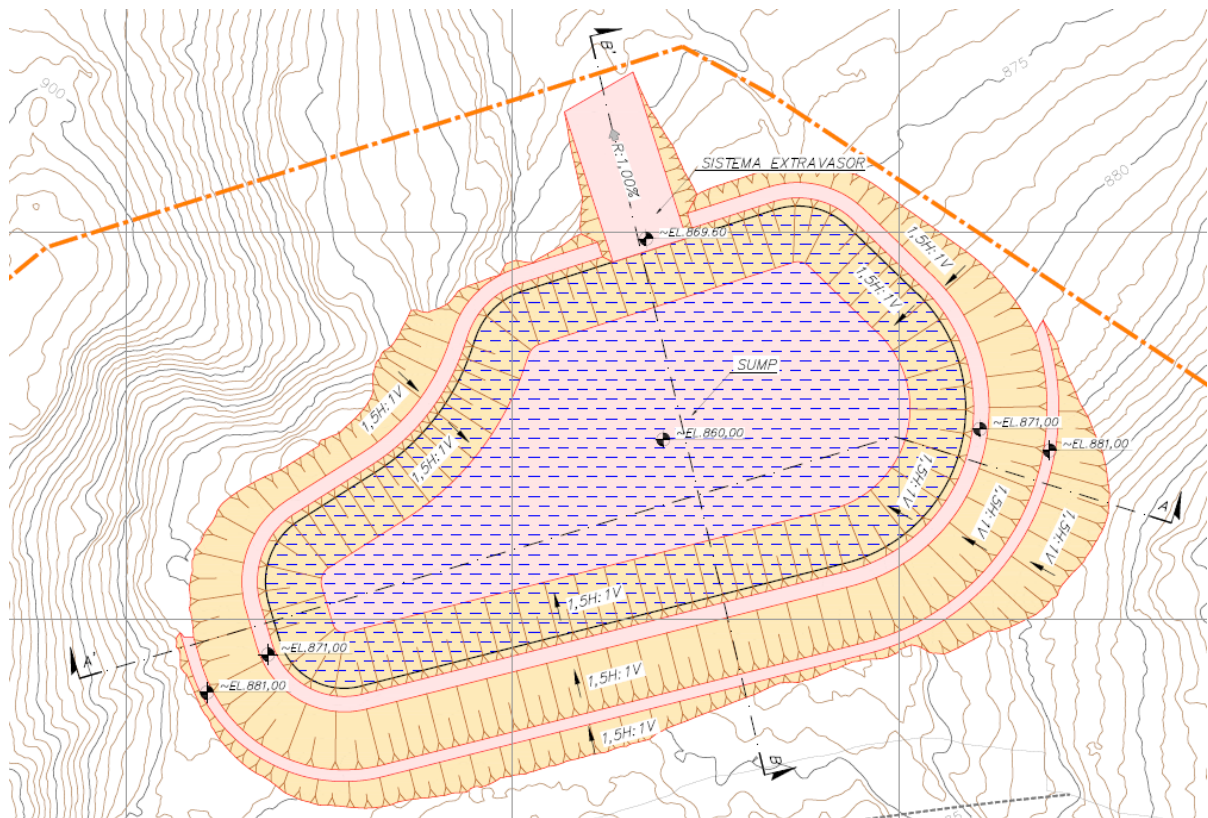 B'
900
875
R:1,00%
SISTEMA EXTRAVASOR
880
~EL.869.60
1,5H:1V
1,5H:1V
SUMP
1,5H:1V
~EL.871,00
1,5H:1V
~EL.860,00
~EL.881,00
1,5H:1V
1,5H:1V
A
1,5H:1V
1,5H:1V
~EL.871,00
A'
~EL.881,00
1,5H:1V
1,5H:1V
B